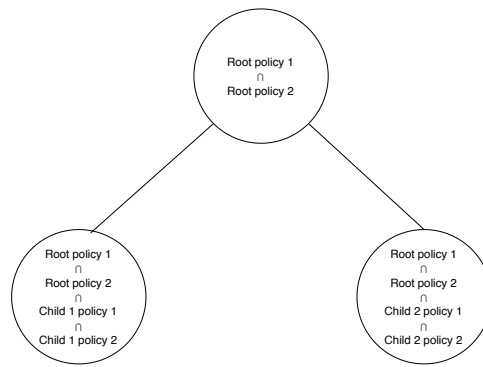 Root policy 1
∩
Root policy 2
Root policy 1
∩
Root policy 2
∩
Child 1 policy 1
∩
Child 1 policy 2
Root policy 1
∩
Root policy 2
∩
Child 2 policy 1
∩
Child 2 policy 2